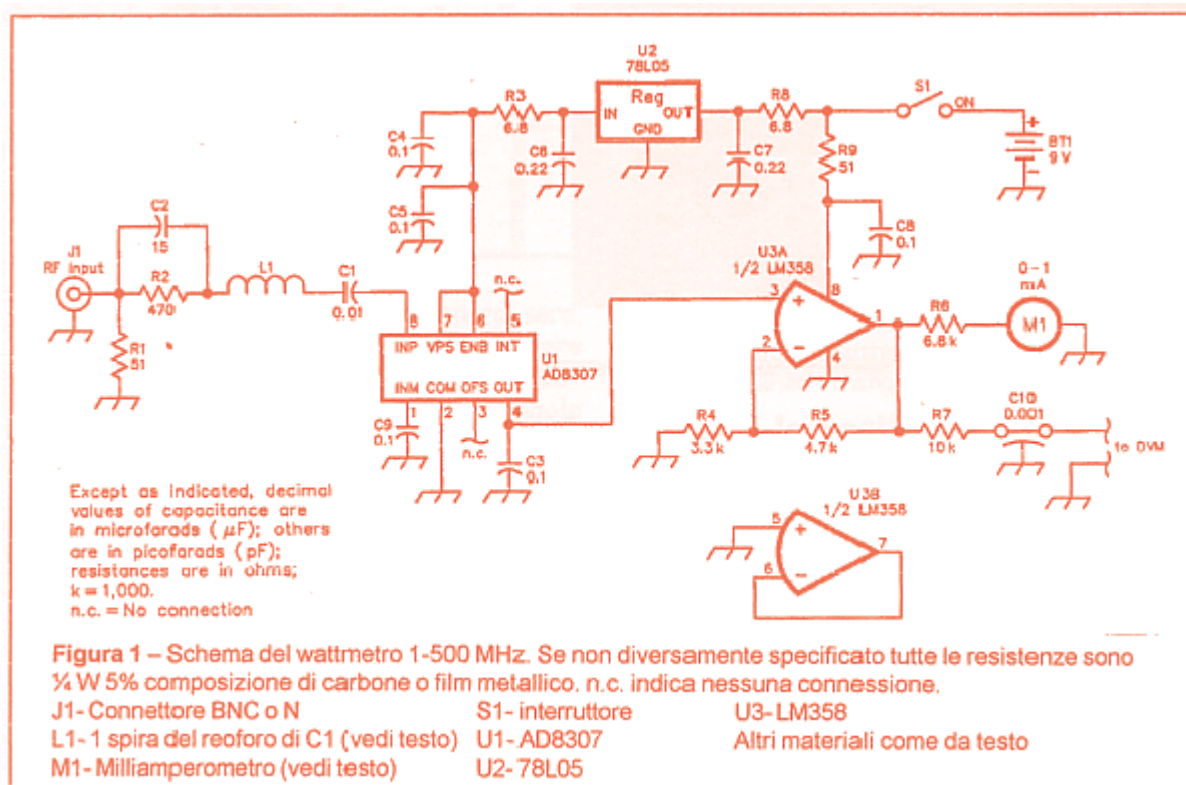 U2
78L05
R3
6.8
IN
Reg
OUT
GND
R8
6.8
S1
ON
C4
0.1
C6
0.22
C7
0.22
R9
51
+
BT1
9 V
-
C5
0.1
C8
0.1
C2
15
J1
RF Input
R2
470
L1
C1
0.01
R1
51
n.c.
8 7 6 5
INP VPS ENB INT
INM COM OFS OUT
1 2 3 4
U1
AD8307
C9
0.1
n.c.
C3
0.1
U3A
1/2 LM358
3
+
8
2
-
4
1
R6
6.8 k
0-1
mA
M1
R4
3.3 k
R5
4.7k
R7
10 k
C10
0.001
to DVM
U3B
1/2 LM358
5
+
7
6
-
Except as indicated, decimal
values of capacitance are
in microfarads ( μF); others
are in picofarads ( pF);
resistances are in ohms;
k = 1,000.
n.c. = No connection
Figura 1 – Schema del wattmetro 1-500 MHz. Se non diversamente specificato tutte le resistenze sono
¼ W 5% composizione di carbone o film metallico. n.c. indica nessuna connessione.
J1- Connettore BNC o N
S1- interruttore
U3- LM358
L1- 1 spira del reoforo di C1 (vedi testo)
U1- AD8307
Altri materiali come da testo
M1- Milliamperometro (vedi testo)
U2- 78L05